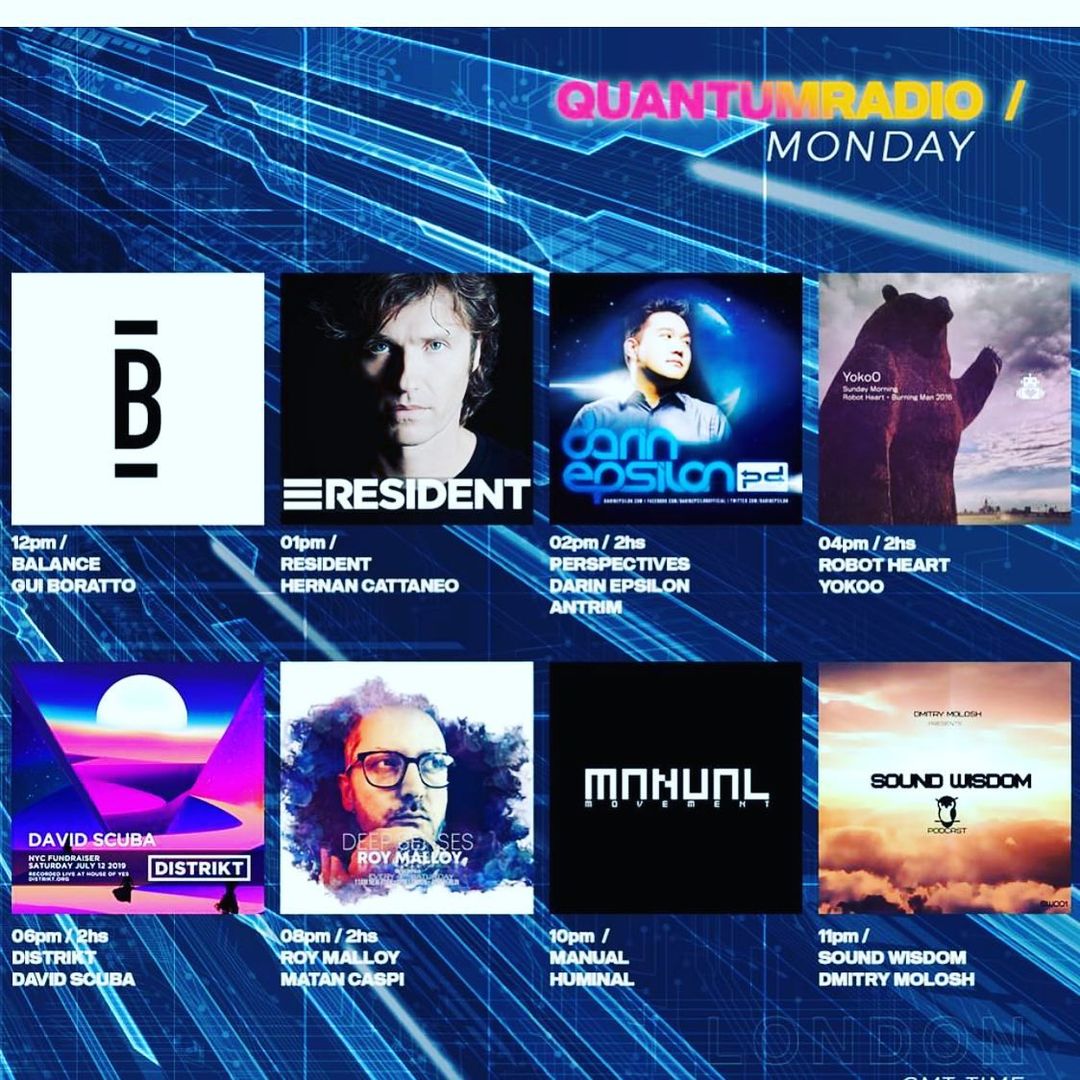 QUANTUMRADIO /
MONDAY
B
RESIDENT
darin
epsilon pd
DARINEPSILON.COM | FACEBOOK.COM/DARINEPSILONOFFICIAL | TWITTER.COM/DARINEPSILON
YokoO
Sunday Morning
Robot Heart - Burning Man 2016
12pm /
BALANCE
GUI BORATTO
01pm /
RESIDENT
HERNAN CATTANEO
02pm / 2hs
PERSPECTIVES
DARIN EPSILON
ANTRIM
04pm / 2hs
ROBOT HEART
YOKOO
DAVID SCUBA
NYC FUNDRAISER
SATURDAY JULY 12 2019
RECORDED LIVE AT HOUSE OF YES
DISTRIKT.ORG
DISTRIKT
DEEP SENSES
ROY MALLOY
MANUAL
MOVEMENT
DMITRY MOLOSH
PRESENTS
SOUND WISDOM
PODCAST
SW001
06pm / 2hs
DISTRIKT
DAVID SCUBA
08pm / 2hs
ROY MALLOY
MATAN CASPI
10pm /
MANUAL
HUMINAL
11pm /
SOUND WISDOM
DMITRY MOLOSH
LONDON
GMT TIME